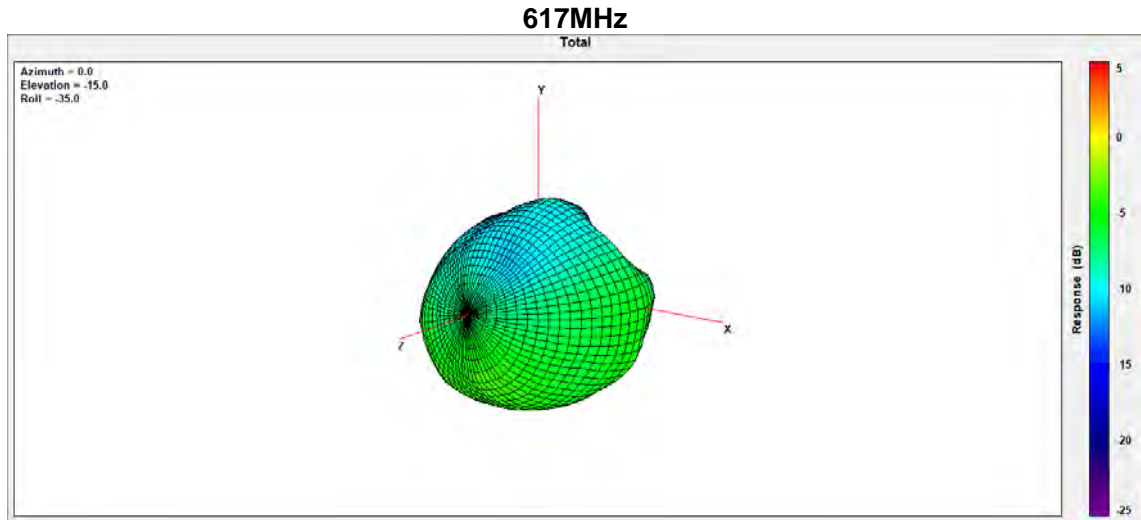 617MHz
Total
Azimuth = 0.0
Elevation = -15.0
Roll = -35.0
Y
X
Z
5
0
5
10
15
-20
-25
Response (dB)